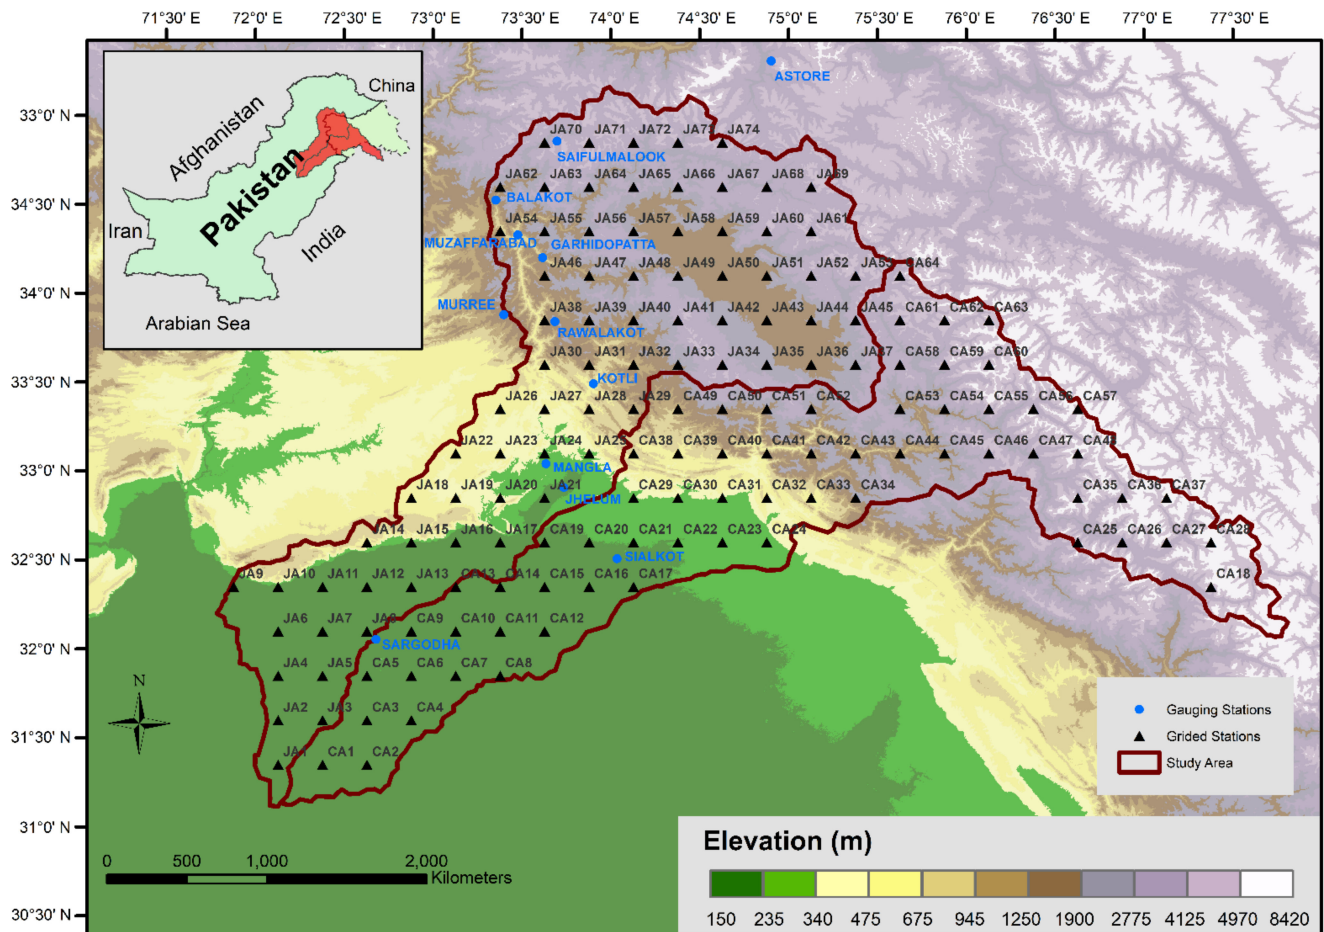 71°30' E 72°0' E 72°30' E 73°0' E 73°30' E 74°0' E 74°30' E 75°0' E 75°30' E 76°0' E 76°30' E 77°0' E 77°30' E
33°0' N
34°30' N
34°0' N
33°30' N
33°0' N
32°30' N
32°0' N
31°30' N
31°0' N
30°30' N
China
Afghanistan
Pakistan
Iran
India
Arabian Sea
ASTORE
JA70 JA71 JA72 JA73 JA74
SAIFULMALOOK
JA62 JA63 JA64 JA65 JA66 JA67 JA68 JA69
BALAKOT
JA54 JA55 JA56 JA57 JA58 JA59 JA60 JA61
MUZAFFARABAD GARHIDOPATTA
JA46 JA47 JA48 JA49 JA50 JA51 JA52 JA53 CA64
MURREE
JA38 JA39 JA40 JA41 JA42 JA43 JA44 JA45 CA61 CA62 CA63
RAWALAKOT
JA30 JA31 JA32 JA33 JA34 JA35 JA36 JA37 CA58 CA59 CA60
KOTLI
JA26 JA27 JA28 JA29 CA49 CA50 CA51 CA52 CA53 CA54 CA55 CA56 CA57
JA22 JA23 JA24 JA25 CA38 CA39 CA40 CA41 CA42 CA43 CA44 CA45 CA46 CA47 CA48
MANGLA
JA18 JA19 JA20 JA21 CA29 CA30 CA31 CA32 CA33 CA34 CA35 CA36 CA37
JHELUM
JA14 JA15 JA16 JA17 CA19 CA20 CA21 CA22 CA23 CA24 CA25 CA26 CA27 CA28
SIALKOT
JA9 JA10 JA11 JA12 JA13 CA13 CA14 CA15 CA16 CA17 CA18
JA6 JA7 JA8 CA9 CA10 CA11 CA12
SARGODHA
JA4 JA5 CA5 CA6 CA7 CA8
JA2 JA3 CA3 CA4
JA1 CA1 CA2
N
Gauging Stations
Grided Stations
Study Area
0 500 1,000 2,000
Kilometers
Elevation (m)
150 235 340 475 675 945 1250 1900 2775 4125 4970 8420